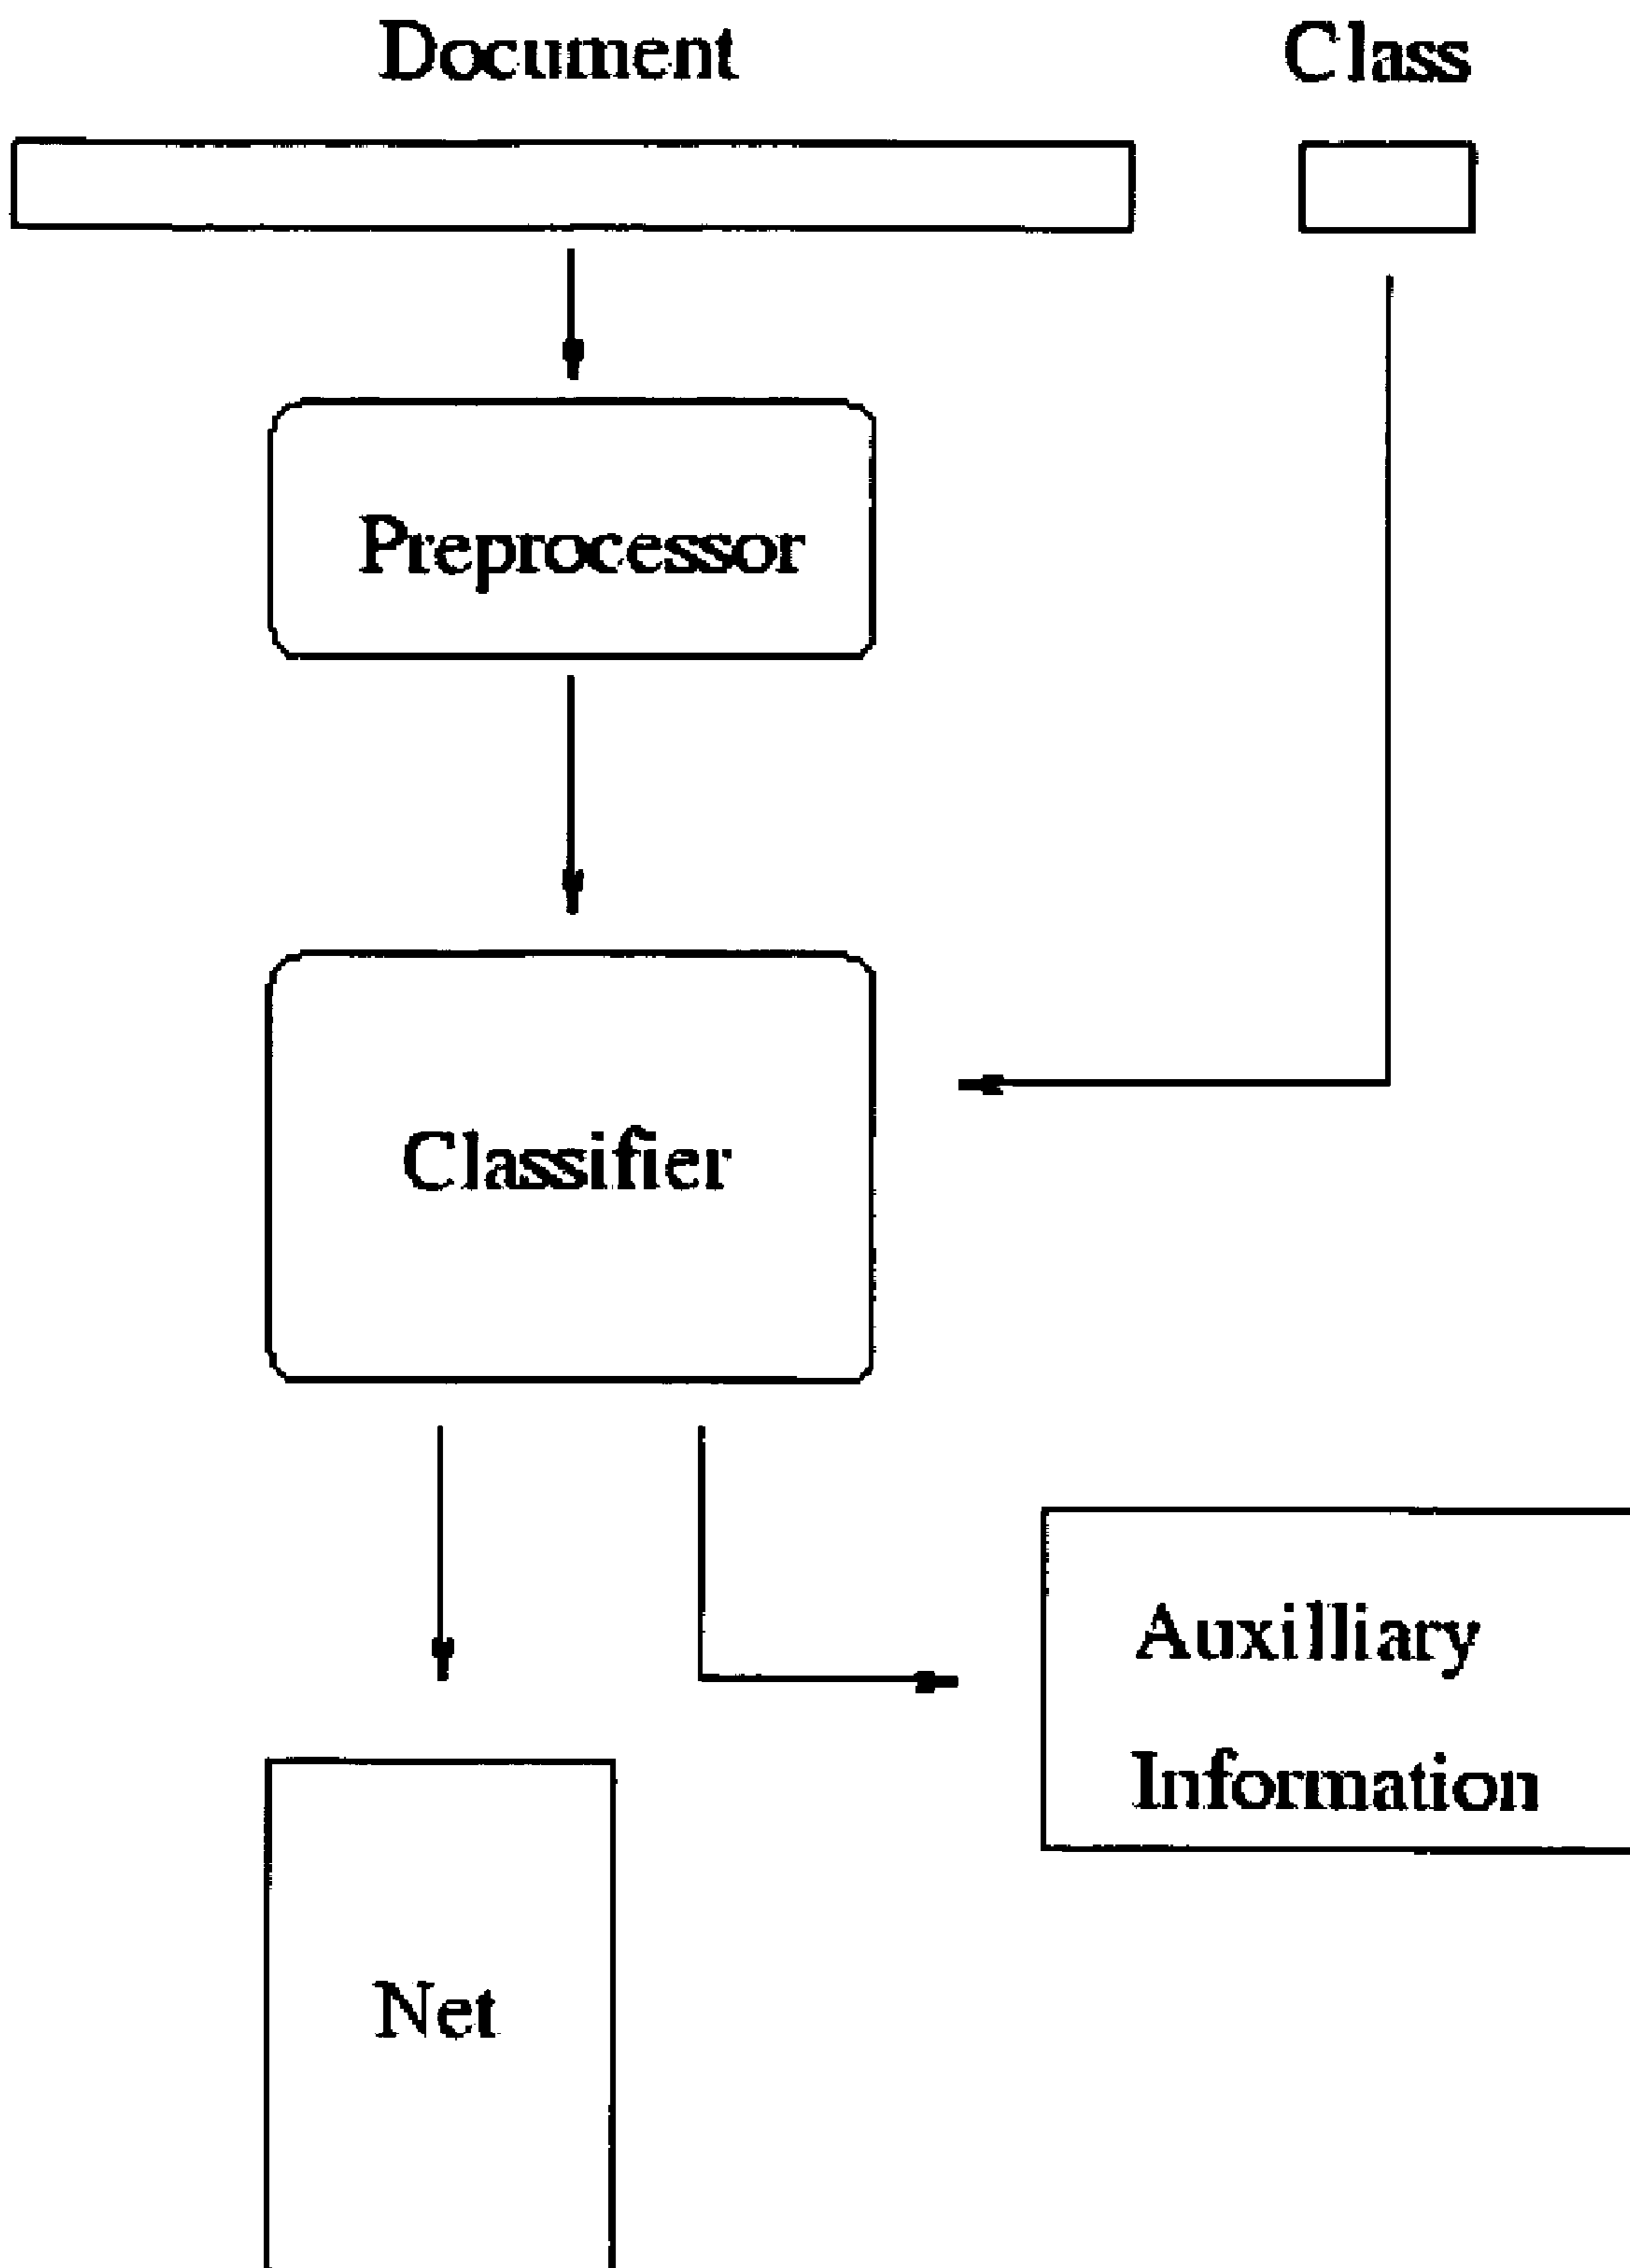 Document
Class
Preprocessor
Classifier
Auxilliary
Information
Net